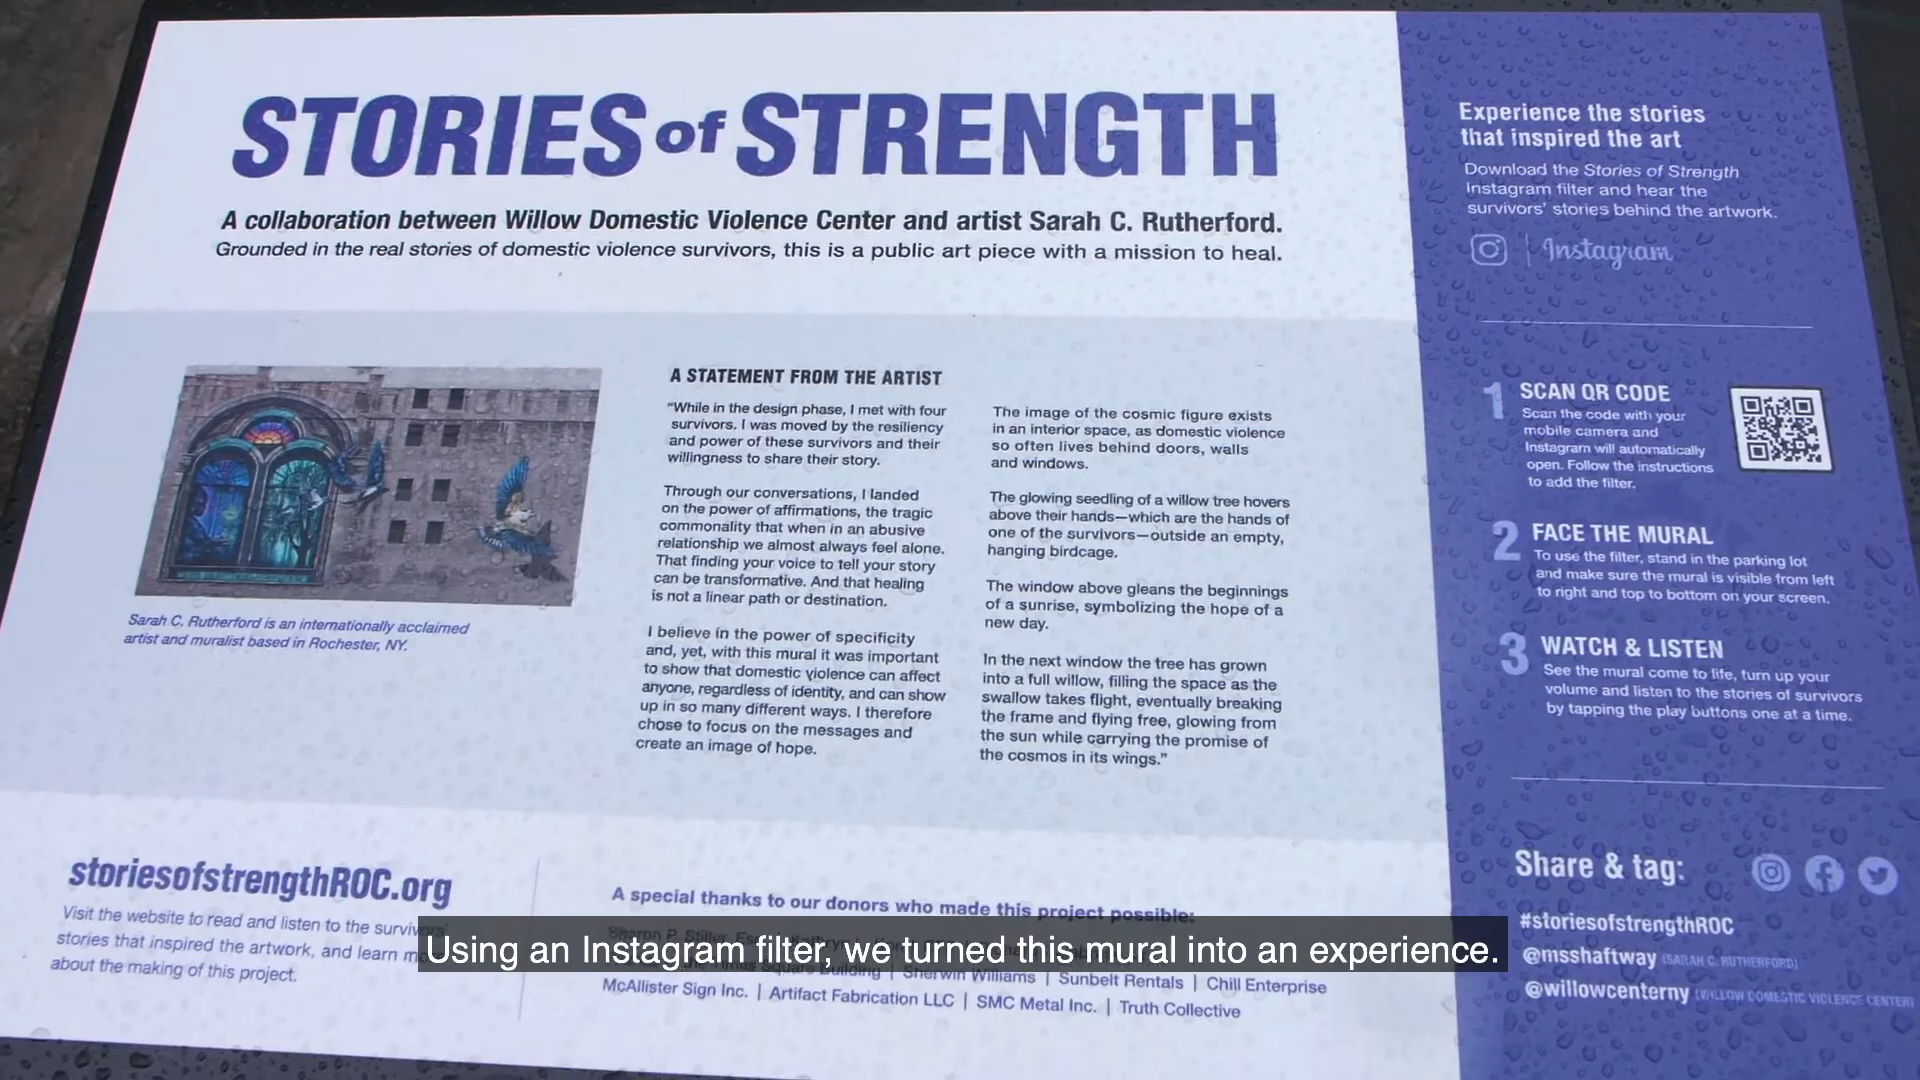 STORIES of STRENGTH
A collaboration between Willow Domestic Violence Center and artist Sarah C. Rutherford.
Grounded in the real stories of domestic violence survivors, this is a public art piece with a mission to heal.
Sarah C. Rutherford is an internationally acclaimed
artist and muralist based in Rochester, NY.
A STATEMENT FROM THE ARTIST
“While in the design phase, I met with four
survivors. I was moved by the resiliency
and power of these survivors and their
willingness to share their story.
Through our conversations, I landed
on the power of affirmations, the tragic
commonality that when in an abusive
relationship we almost always feel alone.
That finding your voice to tell your story
can be transformative. And that healing
is not a linear path or destination.
I believe in the power of specificity
and, yet, with this mural it was important
to show that domestic violence can affect
anyone, regardless of identity, and can show
up in so many different ways. I therefore
chose to focus on the messages and
create an image of hope.
The image of the cosmic figure exists
in an interior space, as domestic violence
so often lives behind doors, walls
and windows.
The glowing seedling of a willow tree hovers
above their hands—which are the hands of
one of the survivors—outside an empty,
hanging birdcage.
The window above gleans the beginnings
of a sunrise, symbolizing the hope of a
new day.
In the next window the tree has grown
into a full willow, filling the space as the
swallow takes flight, eventually breaking
the frame and flying free, glowing from
the sun while carrying the promise of
the cosmos in its wings.”
storiesofstrengthROC.org
Visit the website to read and listen to the
stories that inspired the artwork, and learn
about the making of this project.
A special thanks to our donors who made this project possible:
Building | Sherwin Williams | Sunbelt Rentals | Chill Enterprise
McAllister Sign Inc. | Artifact Fabrication LLC | SMC Metal Inc. | Truth Collective
Experience the stories
that inspired the art
Download the Stories of Strength
Instagram filter and hear the
survivors’ stories behind the artwork.
Instagram
1 SCAN QR CODE
Scan the code with your
mobile camera and
Instagram will automatically
open. Follow the instructions
to add the filter.
2 FACE THE MURAL
To use the filter, stand in the parking lot
and make sure the mural is visible from left
to right and top to bottom on your screen.
3 WATCH & LISTEN
See the mural come to life, turn up your
volume and listen to the stories of survivors
by tapping the play buttons one at a time.
Share & tag:
#storiesofstrengthROC
@msshaftway (SARAH C. RUTHERFORD)
@willowcenterny (WILLOW DOMESTIC VIOLENCE CENTER)
Using an Instagram filter, we turned this mural into an experience.